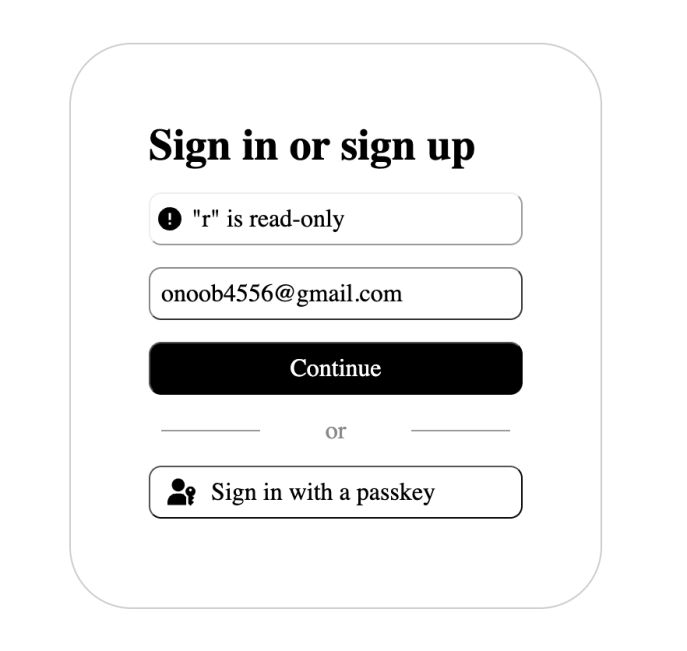 Sign in or sign up
"r" is read-only
onoob4556@gmail.com
Continue
or
Sign in with a passkey